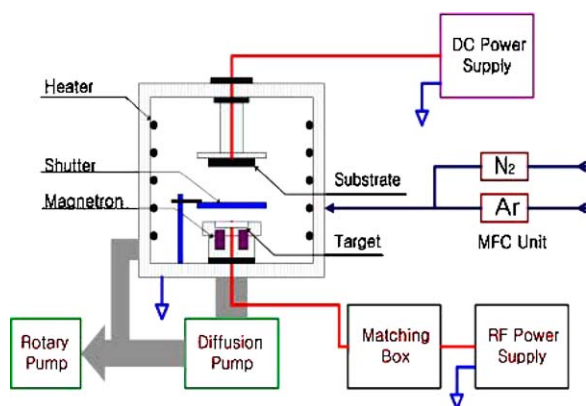 DC Power
Supply
Heater
Shutter
Magnetron
Substrate
Target
N2
Ar
MFC Unit
Rotary
Pump
Diffusion
Pump
Matching
Box
RF Power
Supply